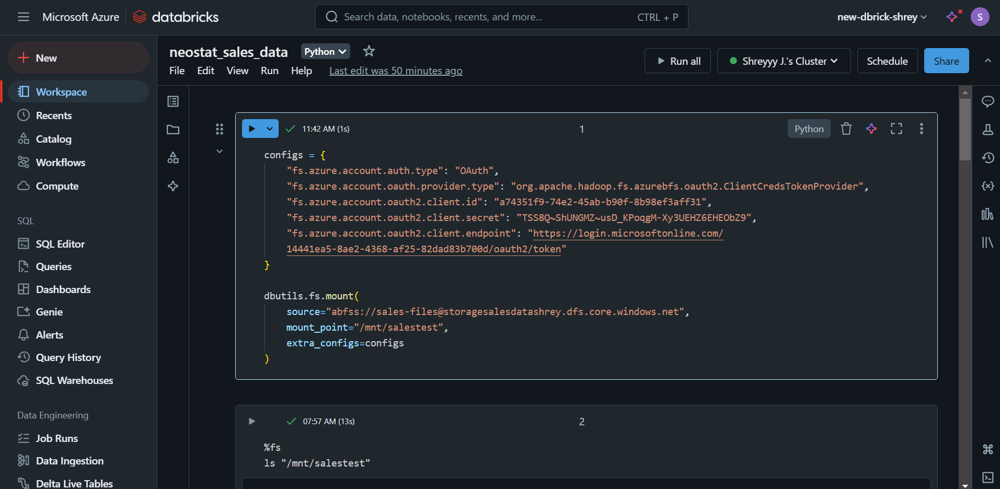 Microsoft Azure
databricks
Search data, notebooks, recents, and more...
CTRL + P
new-dbrick-shrey
S
New
Workspace
Recents
Catalog
Workflows
Compute
SQL
SQL Editor
Queries
Dashboards
Genie
Alerts
Query History
SQL Warehouses
Data Engineering
Job Runs
Data Ingestion
Delta Live Tables
neostat_sales_data
Python
File Edit View Run Help Last edit was 50 minutes ago
Run all
Shreyyy J.'s Cluster
Schedule
Share
11:42 AM (1s)
1
Python
configs = {
"fs.azure.account.auth.type": "OAuth",
"fs.azure.account.oauth.provider.type": "org.apache.hadoop.fs.azurebfs.oauth2.ClientCredsTokenProvider",
"fs.azure.account.oauth2.client.id": "a74351f9-74e2-45ab-b90f-8b98ef3aff31",
"fs.azure.account.oauth2.client.secret": "TSS8Q~ShUNGMZ~usD_KPoqgM-Xy3UEHZ6EHEObZ9",
"fs.azure.account.oauth2.client.endpoint": "https://login.microsoftonline.com/
14441ea5-8ae2-4368-af25-82dad83b700d/oauth2/token"
}
dbutils.fs.mount(
source="abfss://sales-files@storagesalesdatashrey.dfs.core.windows.net",
mount_point="/mnt/salestest",
extra_configs=configs
)
07:57 AM (13s)
2
%fs
ls "/mnt/salestest"